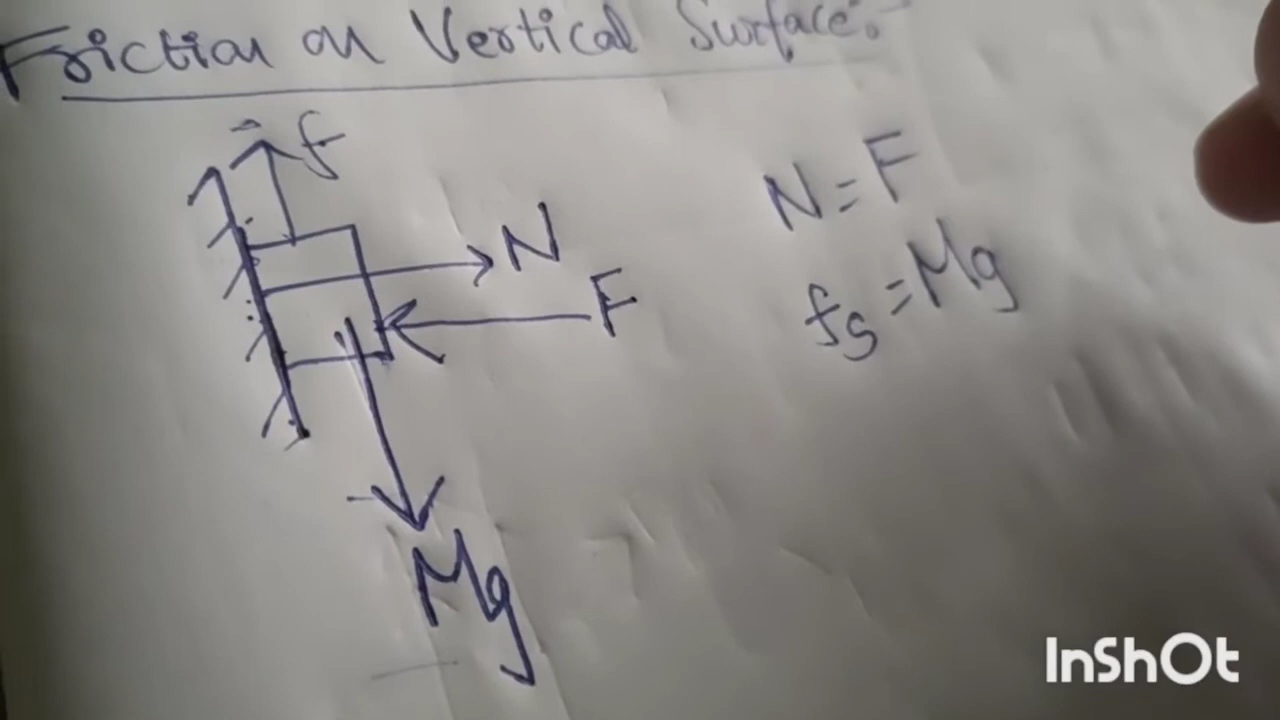 Friction on Vertical Surface:-
f
N
F
Mg
N = F
fs = Mg
InShOt